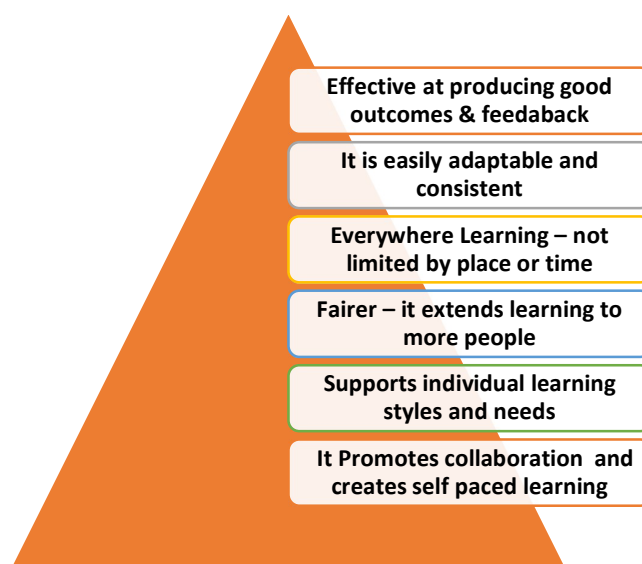 Effective at producing good
outcomes & feedaback
It is easily adaptable and
consistent
Everywhere Learning – not
limited by place or time
Fairer – it extends learning to
more people
Supports individual learning
styles and needs
It Promotes collaboration and
creates self paced learning